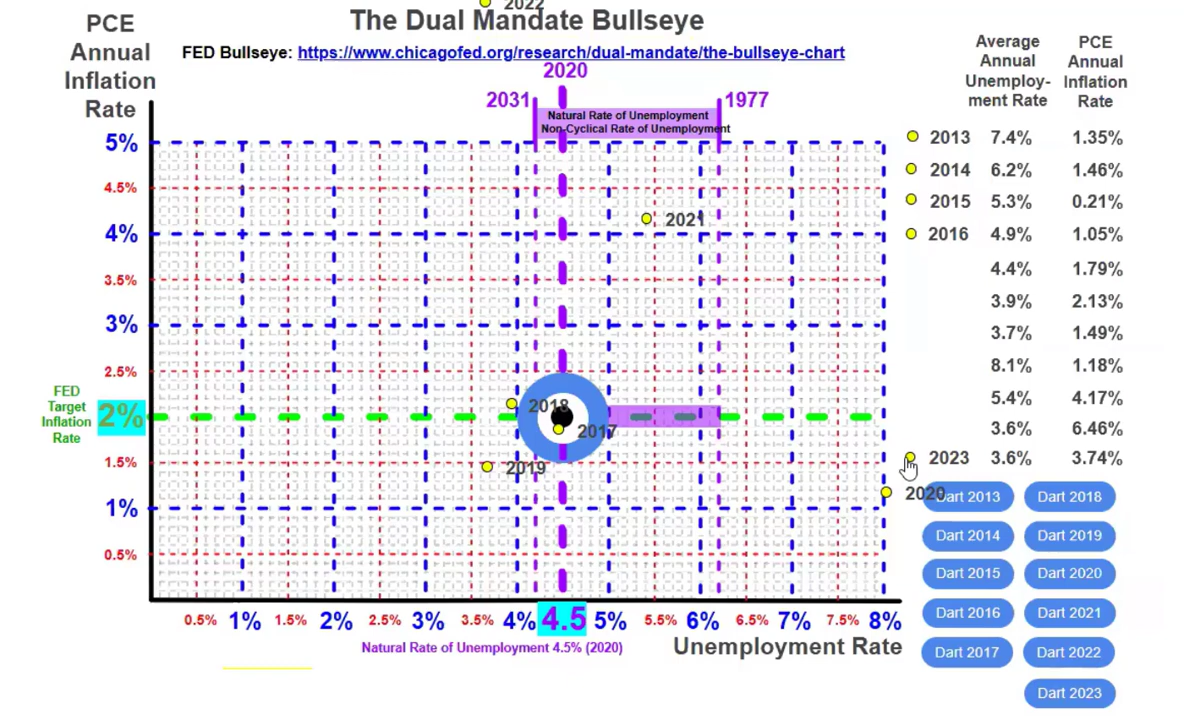 2022
The Dual Mandate Bullseye
PCE
Annual
Inflation
Rate
FED Bullseye: https://www.chicagofed.org/research/dual-mandate/the-bullseye-chart
2020
2031
1977
Natural Rate of Unemployment
Non-Cyclical Rate of Unemployment
Average
Annual
Unemploy-
ment Rate
PCE
Annual
Inflation
Rate
5%
4.5%
4%
3.5%
3%
2.5%
FED
Target
Inflation
Rate
2%
1.5%
1%
0.5%
2021
2018
2017
2019
2020
2013 7.4% 1.35%
2014 6.2% 1.46%
2015 5.3% 0.21%
2016 4.9% 1.05%
4.4% 1.79%
3.9% 2.13%
3.7% 1.49%
8.1% 1.18%
5.4% 4.17%
3.6% 6.46%
2023 3.6% 3.74%
Dart 2013 Dart 2018
Dart 2014 Dart 2019
Dart 2015 Dart 2020
Dart 2016 Dart 2021
Dart 2017 Dart 2022
Dart 2023
0.5% 1% 1.5% 2% 2.5% 3% 3.5% 4% 4.5 5% 5.5% 6% 6.5% 7% 7.5% 8%
Natural Rate of Unemployment 4.5% (2020)
Unemployment Rate